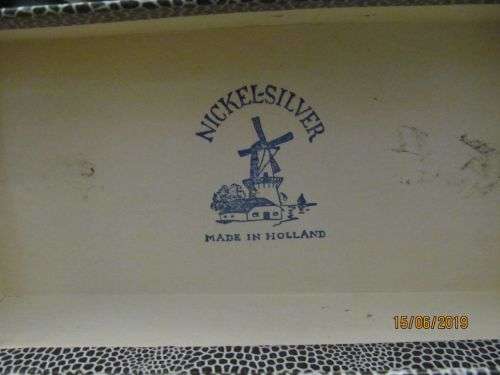 NICKEL-SILVER
MADE IN HOLLAND
15/06/2019